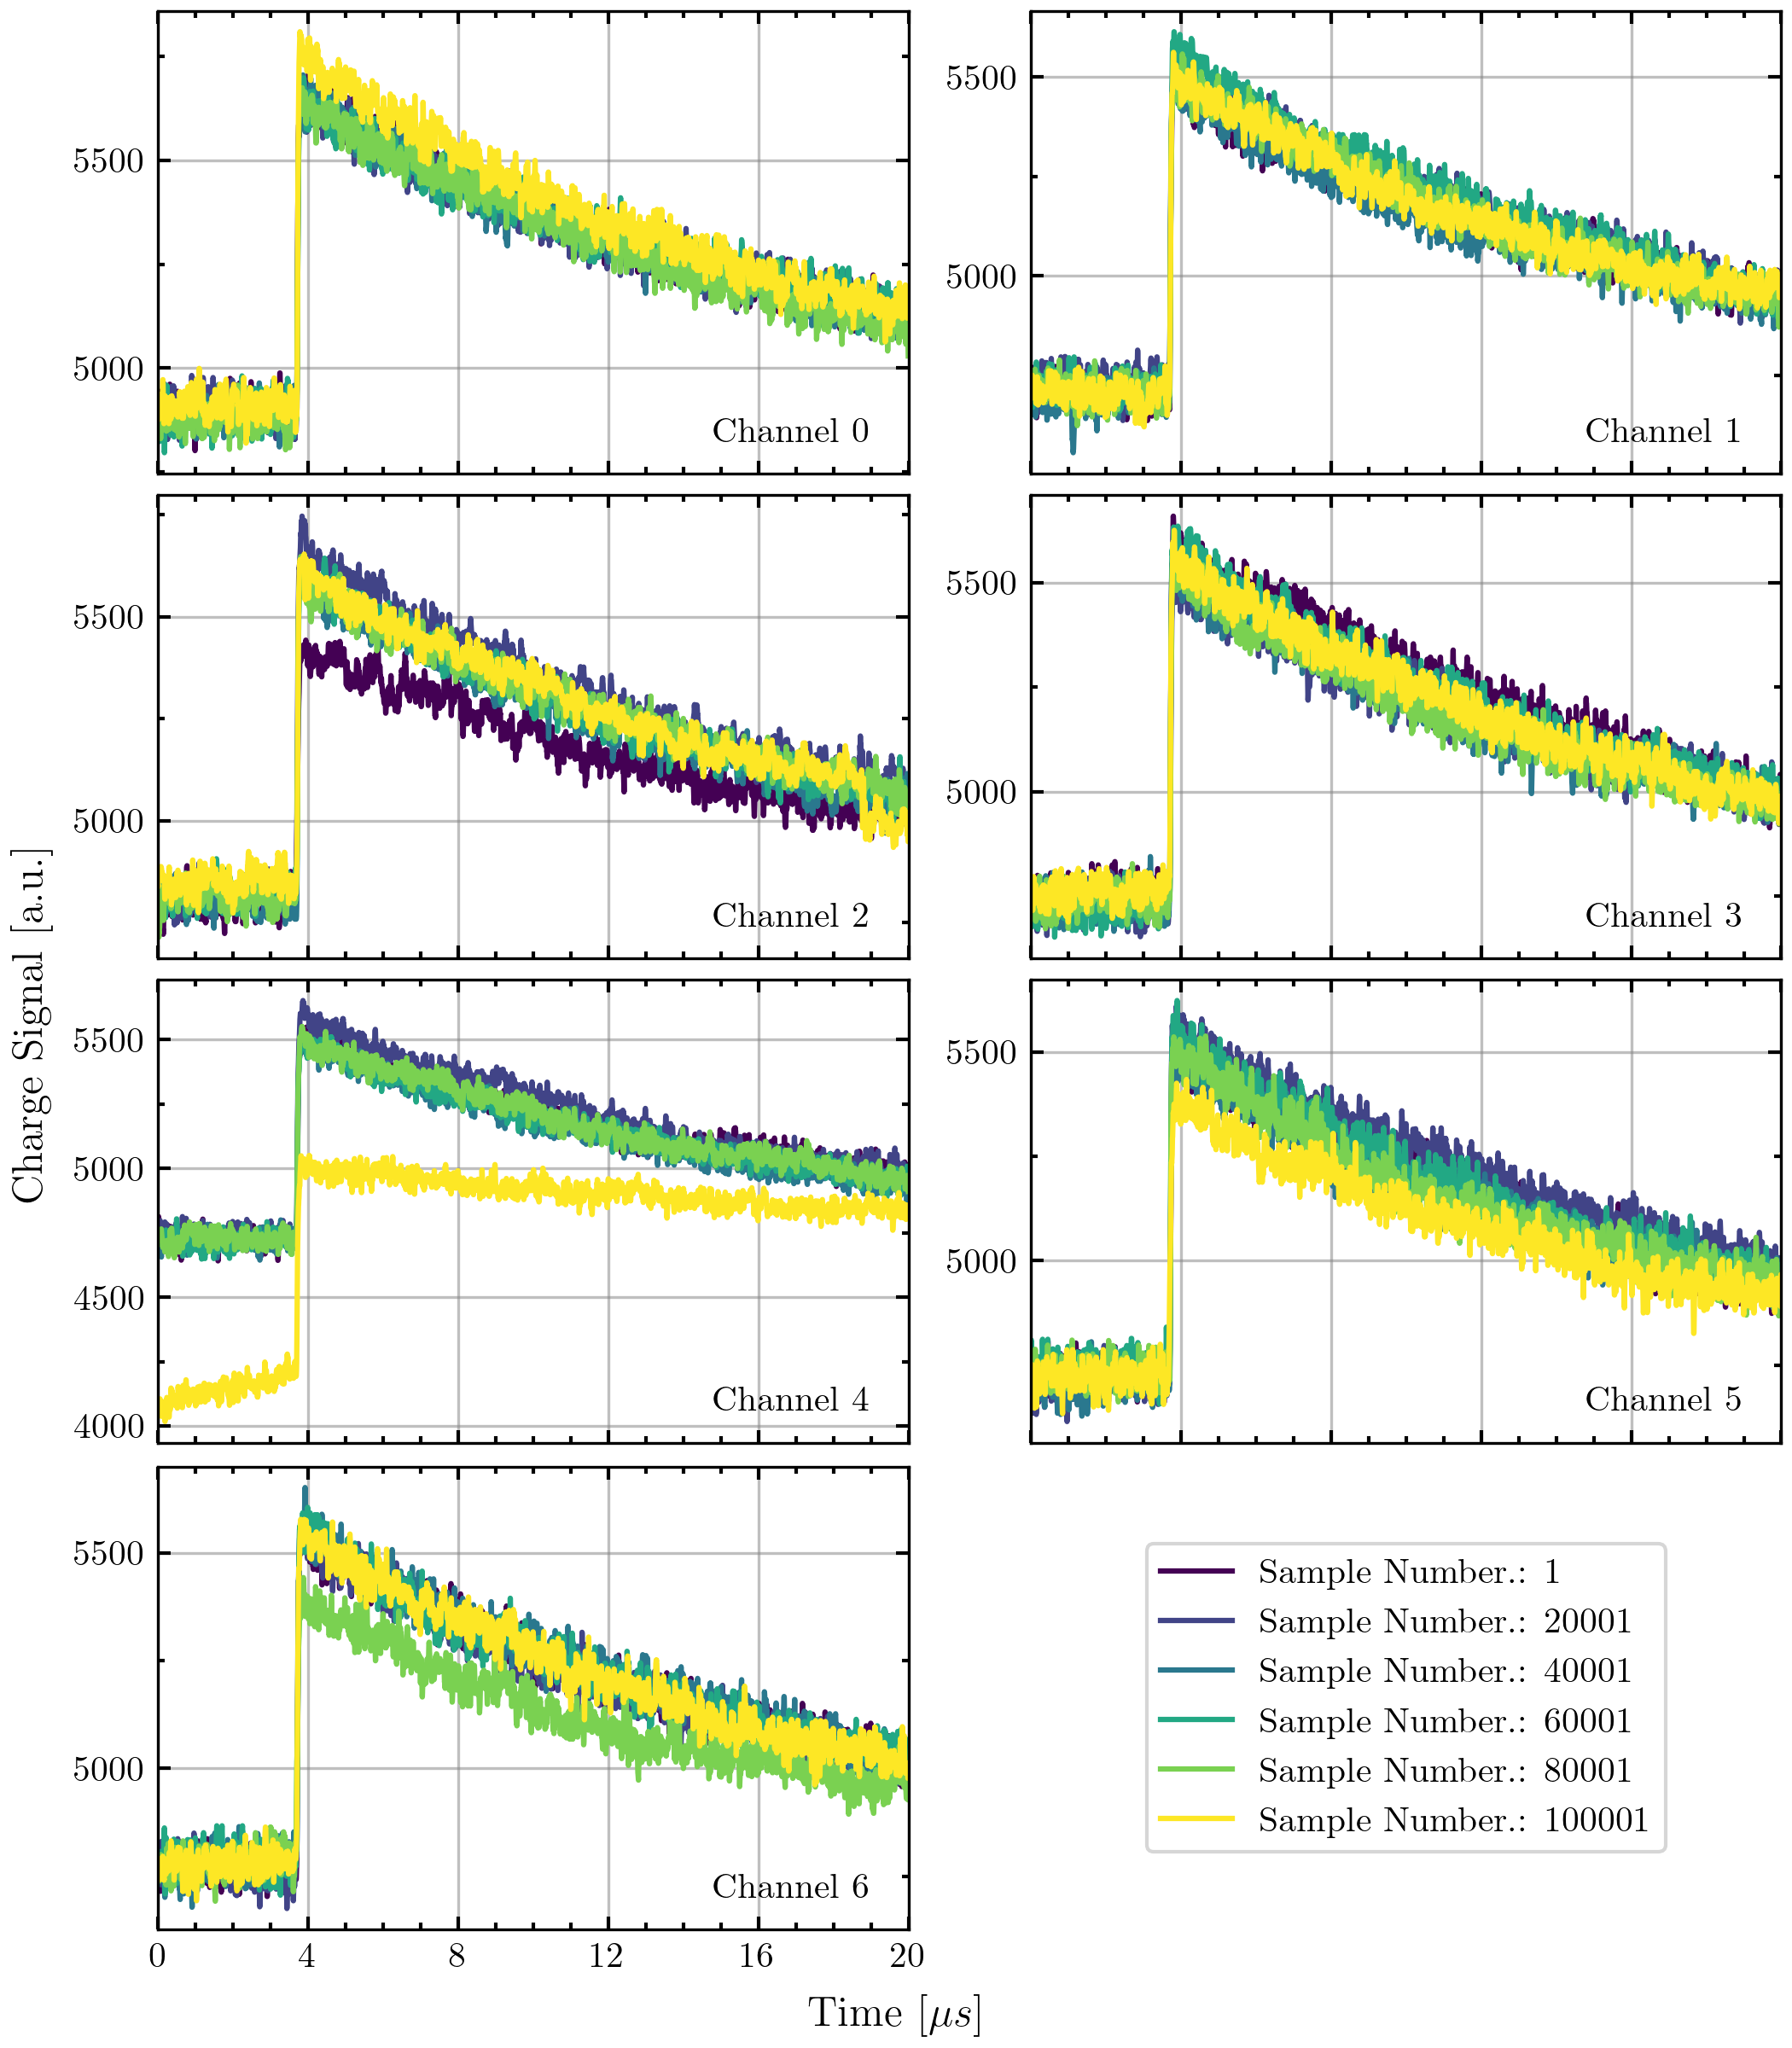 5500
5000
Channel 0
5500
5000
Channel 1
5500
5000
Channel 2
5500
5000
Channel 3
Charge Signal [a.u.]
5500
5000
4500
4000
Channel 4
5500
5000
Channel 5
5500
5000
Channel 6
0 4 8 12 16 20
Sample Number.: 1
Sample Number.: 20001
Sample Number.: 40001
Sample Number.: 60001
Sample Number.: 80001
Sample Number.: 100001
Time [μs]